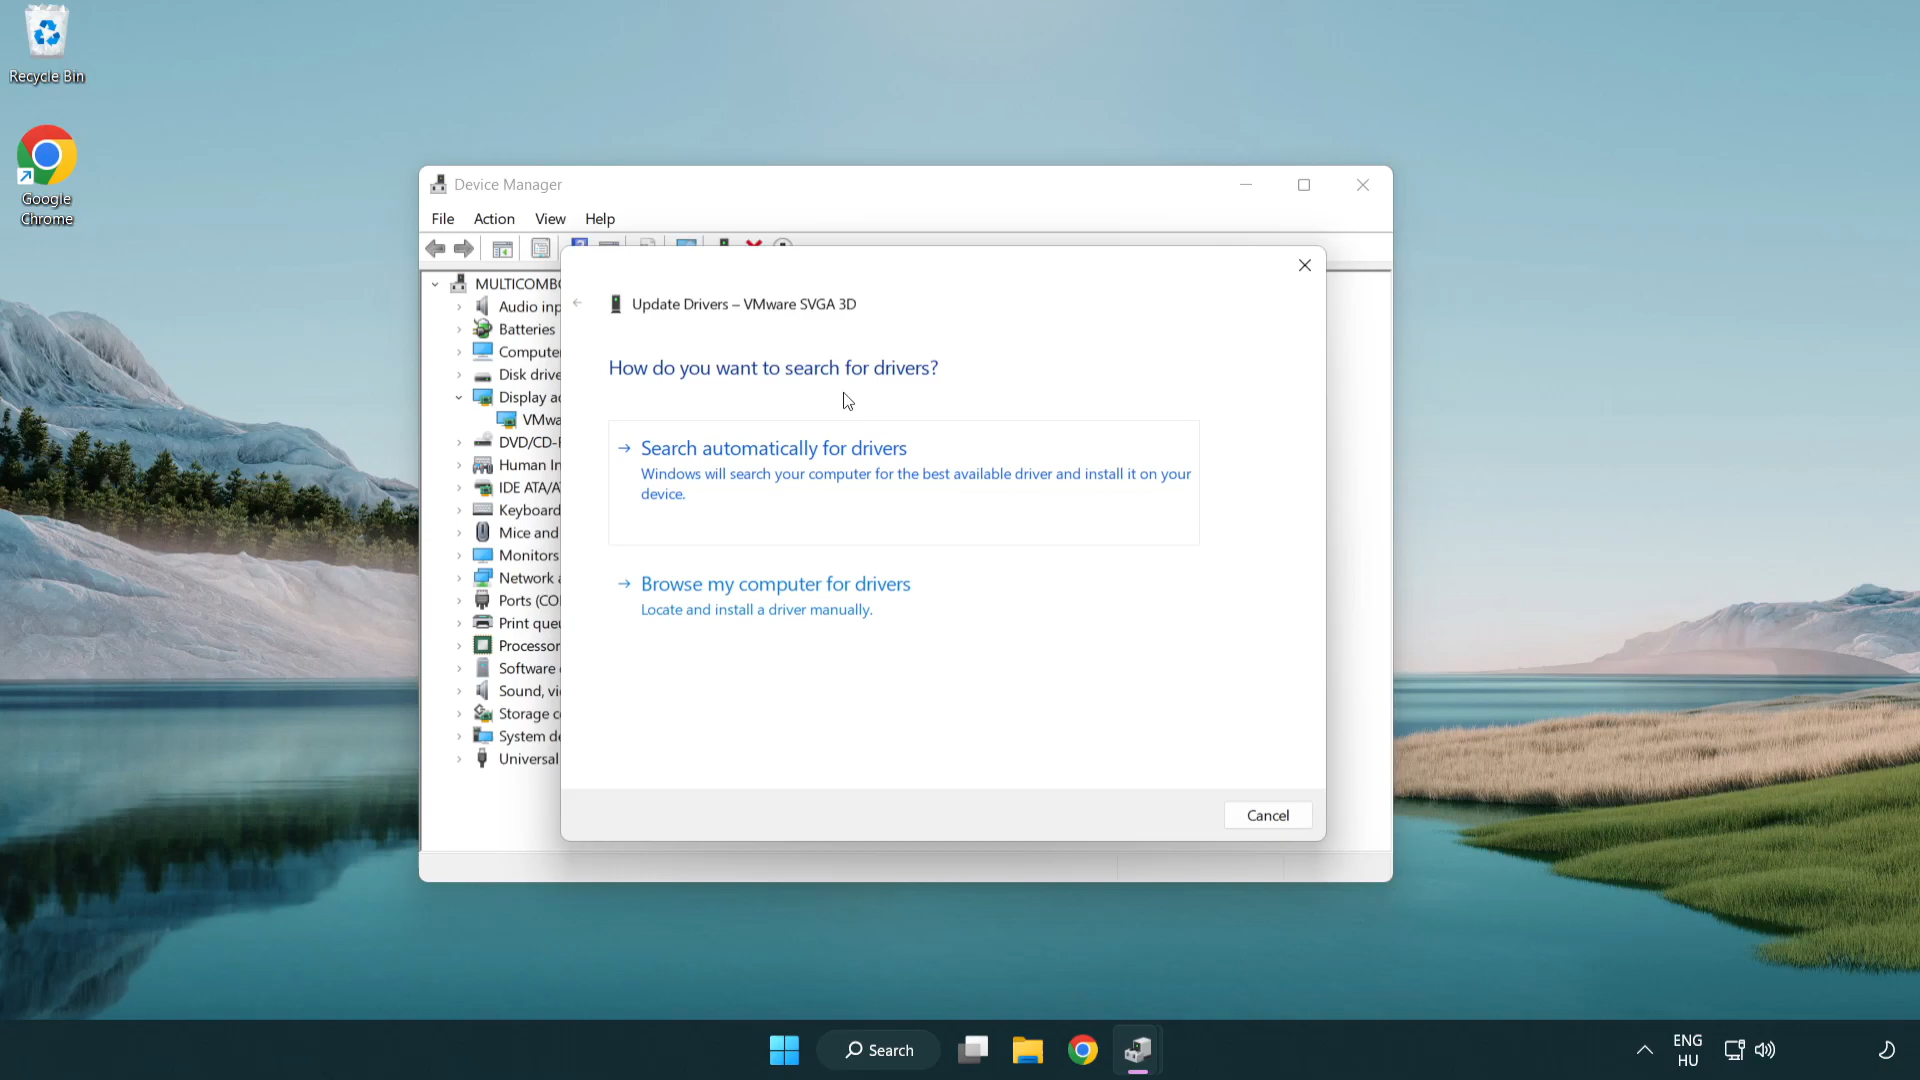 Recycle Bin
Google
Chrome
Device Manager
File Action View Help
MULTICOMBO
Audio inp
Batteries
Compute
Disk drive
Display a
VMwa
DVD/CD-
Human In
IDE ATA/A
Keyboard
Mice and
Monitors
Network a
Ports (CO
Print que
Processor
Software
Sound, vi
Storage c
System de
Universal
Update Drivers – VMware SVGA 3D
How do you want to search for drivers?
Search automatically for drivers
Windows will search your computer for the best available driver and install it on your
device.
Browse my computer for drivers
Locate and install a driver manually.
Cancel
Search
ENG
HU